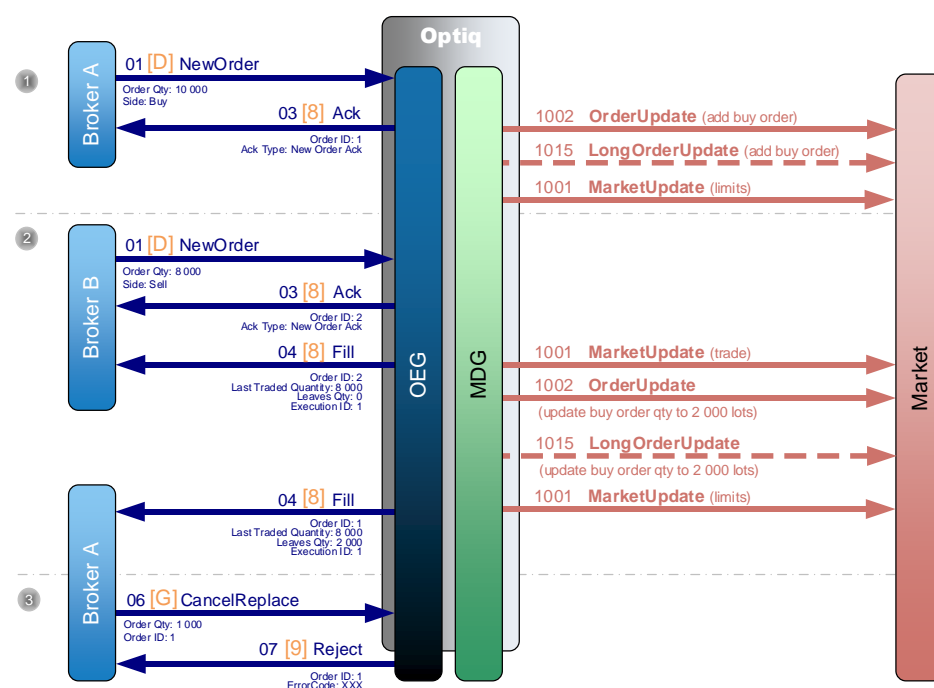 Optiq
1
Broker A
01 [D] NewOrder
Order Qty: 10 000
Side: Buy
03 [8] Ack
Order ID: 1
Ack Type: New Order Ack
1002 OrderUpdate (add buy order)
1015 LongOrderUpdate (add buy order)
1001 MarketUpdate (limits)
2
Broker B
01 [D] NewOrder
Order Qty: 8 000
Side: Sell
03 [8] Ack
Order ID: 2
Ack Type: New Order Ack
04 [8] Fill
Order ID: 2
Last Traded Quantity: 8 000
Leaves Qty: 0
Execution ID: 1
OEG
MDG
1001 MarketUpdate (trade)
1002 OrderUpdate
(update buy order qty to 2 000 lots)
1015 LongOrderUpdate
(update buy order qty to 2 000 lots)
1001 MarketUpdate (limits)
Market
Broker A
04 [8] Fill
Order ID: 1
Last Traded Quantity: 8 000
Leaves Qty: 2 000
Execution ID: 1
3
06 [G] CancelReplace
Order Qty: 1 000
Order ID: 1
07 [9] Reject
Order ID: 1
ErrorCode: XXX